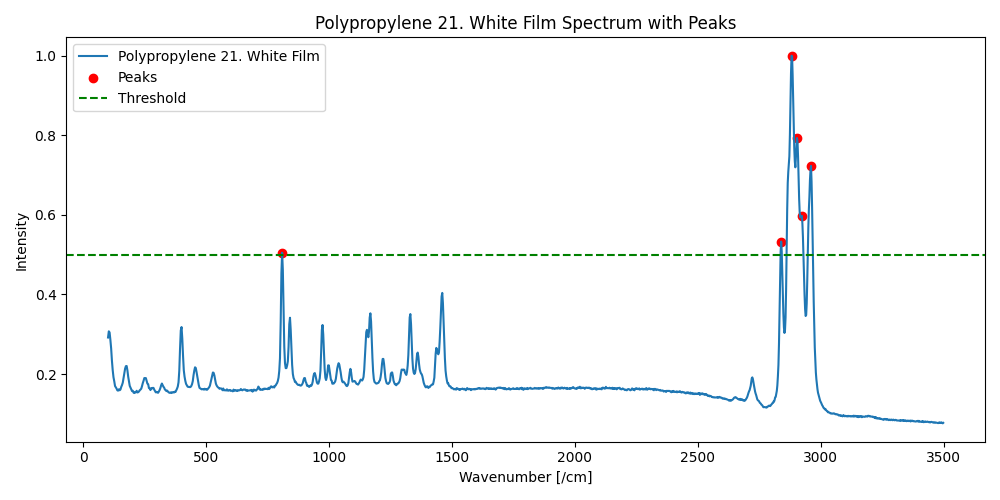 Polypropylene 21. White Film Spectrum with Peaks
Polypropylene 21. White Film
Peaks
Threshold
1.0
0.8
0.6
0.4
0.2
Intensity
0 500 1000 1500 2000 2500 3000 3500
Wavenumber [/cm]